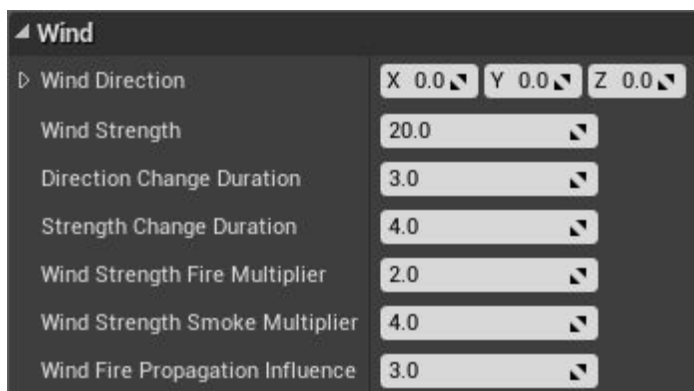 Wind
Wind Direction X 0.0 Y 0.0 Z 0.0
Wind Strength 20.0
Direction Change Duration 3.0
Strength Change Duration 4.0
Wind Strength Fire Multiplier 2.0
Wind Strength Smoke Multiplier 4.0
Wind Fire Propagation Influence 3.0